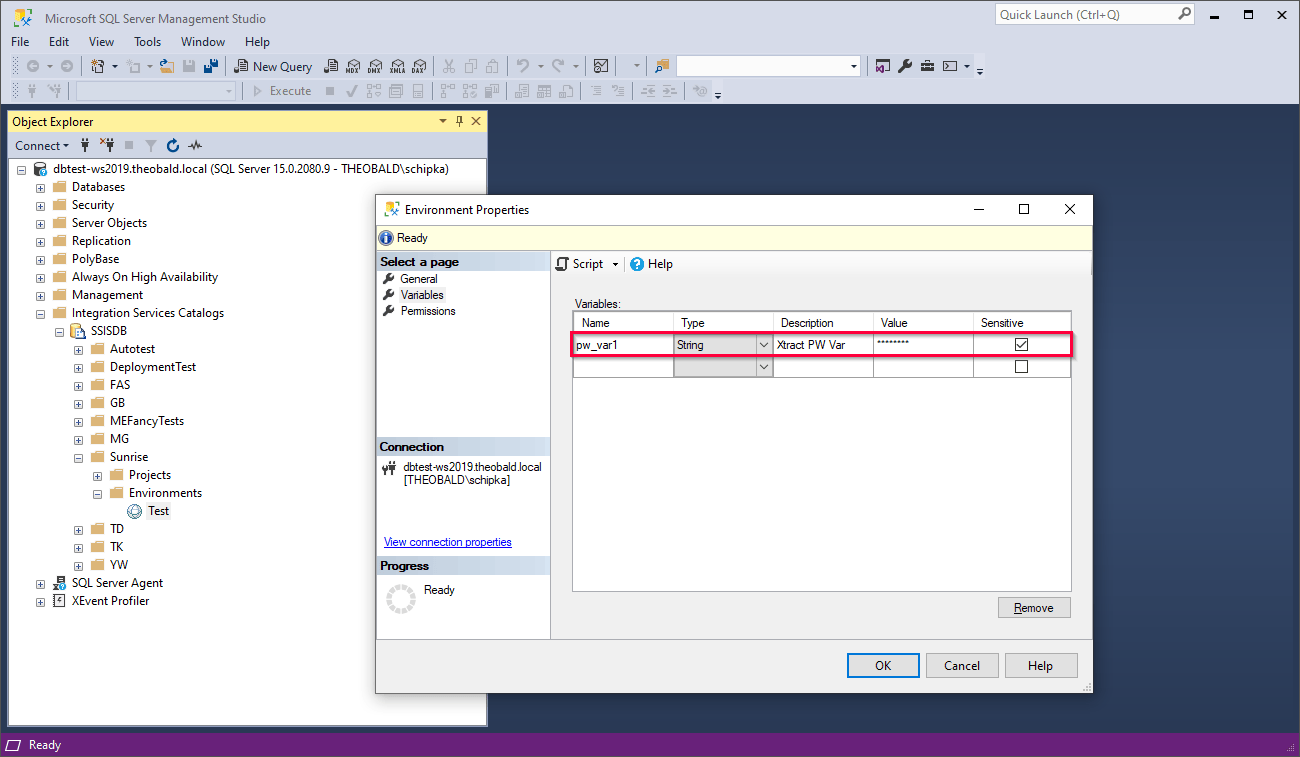 Microsoft SQL Server Management Studio
Quick Launch (Ctrl+Q)
File Edit View Tools Window Help
New Query MDX DMX XMLA DAX
Execute
Object Explorer
Connect
dbtest-ws2019.theobald.local (SQL Server 15.0.2080.9 - THEOBALD\schipka)
Databases
Security
Server Objects
Replication
PolyBase
Always On High Availability
Management
Integration Services Catalogs
SSISDB
Autotest
DeploymentTest
FAS
GB
MEFancyTests
MG
Sunrise
Projects
Environments
Test
TD
TK
YW
SQL Server Agent
XEvent Profiler
Environment Properties
Ready
Select a page
General
Variables
Permissions
Connection
dbtest-ws2019.theobald.local
[THEOBALD\schipka]
View connection properties
Progress
Ready
Script Help
Variables:
Name Type Description Value Sensitive
pw_var1 String Xtract PW Var ********
Remove
OK Cancel Help
Ready